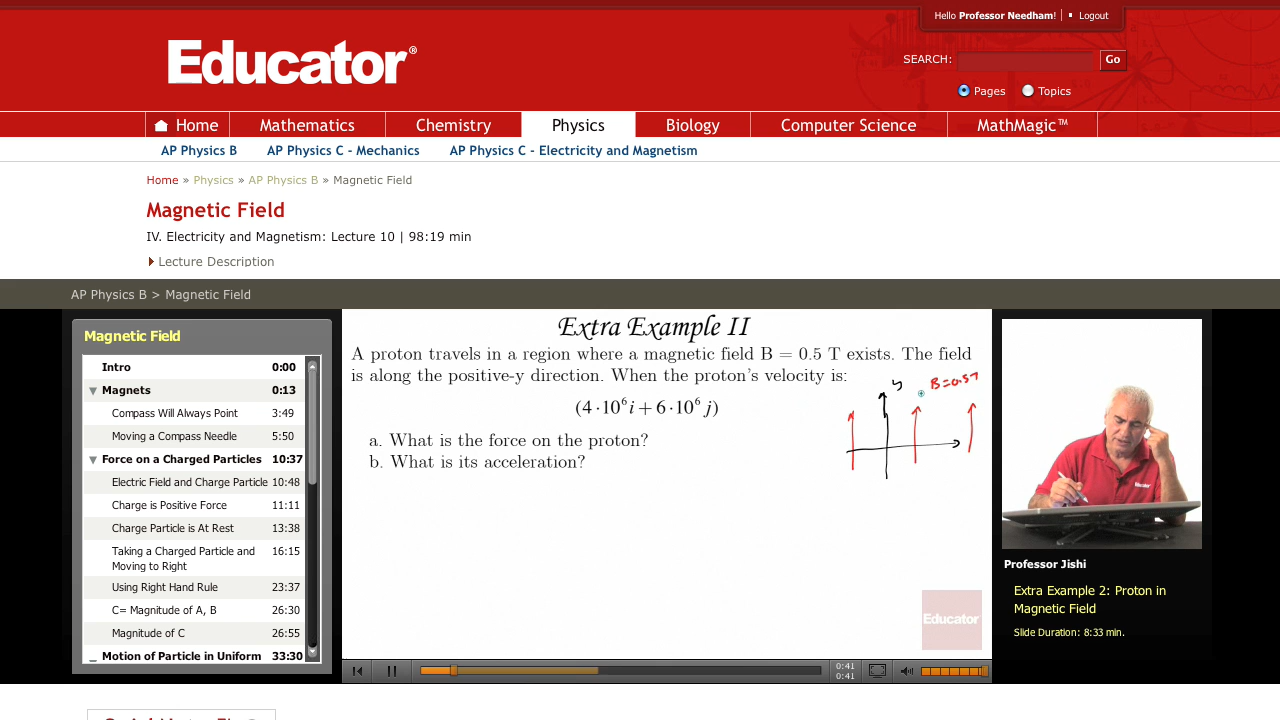 Hello Professor Needham! Logout
Educator®
SEARCH: Go
Pages Topics
Home Mathematics Chemistry Physics Biology Computer Science MathMagic™
AP Physics B AP Physics C - Mechanics AP Physics C - Electricity and Magnetism
Home » Physics » AP Physics B » Magnetic Field
Magnetic Field
IV. Electricity and Magnetism: Lecture 10 | 98:19 min
Lecture Description
AP Physics B > Magnetic Field
Magnetic Field
Intro 0:00
Magnets 0:13
Compass Will Always Point 3:49
Moving a Compass Needle 5:50
Force on a Charged Particles 10:37
Electric Field and Charge Particle 10:48
Charge is Positive Force 11:11
Charge Particle is At Rest 13:38
Taking a Charged Particle and 16:15
Moving to Right
Using Right Hand Rule 23:37
C= Magnitude of A, B 26:30
Magnitude of C 26:55
Motion of Particle in Uniform 33:30
Extra Example II
A proton travels in a region where a magnetic field B = 0.5 T exists. The field
is along the positive-y direction. When the proton's velocity is:
(4·10⁶i + 6·10⁶j)
a. What is the force on the proton?
b. What is its acceleration?
y
B=0.5T
Educator
0:41
0:41
Educator
Professor Jishi
Extra Example 2: Proton in
Magnetic Field
Slide Duration: 8:33 min.